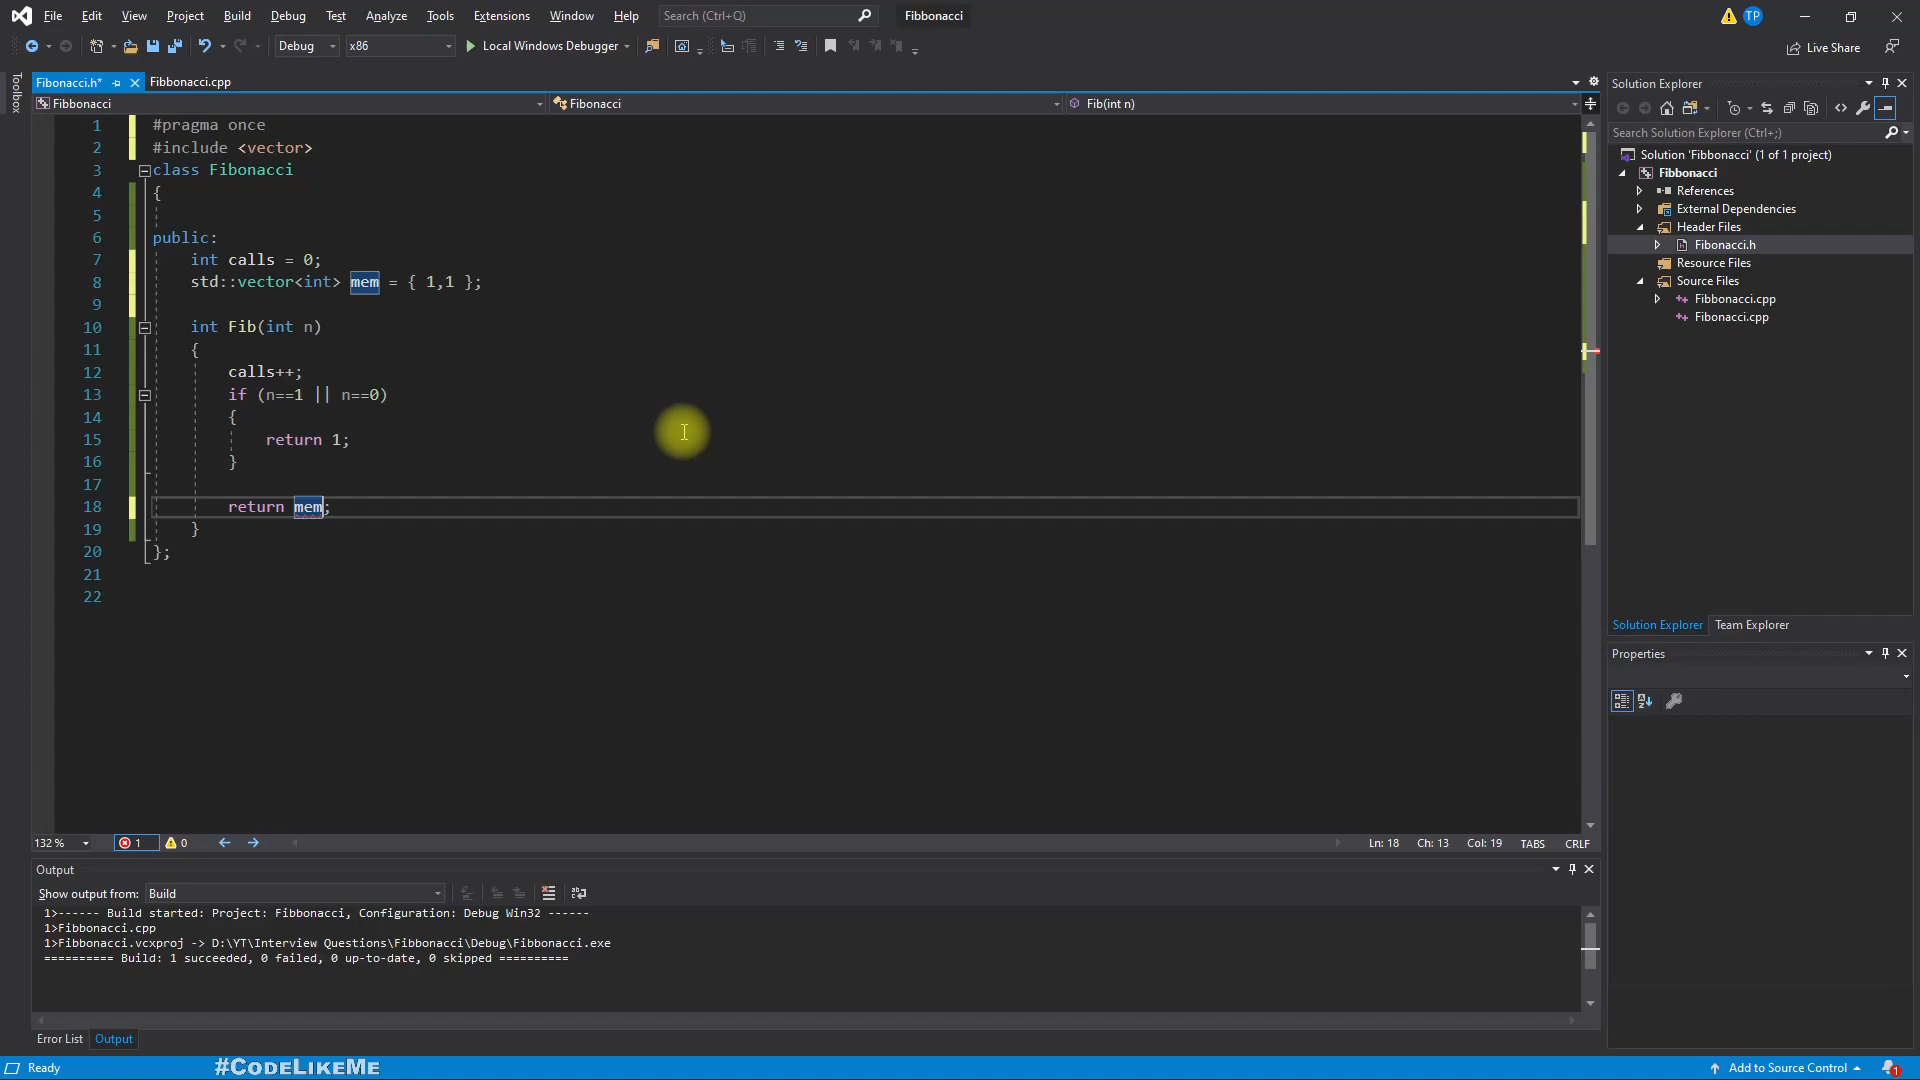 File Edit View Project Build Debug Test Analyze Tools Extensions Window Help Search (Ctrl+Q) Fibbonacci TP
Debug x86 Local Windows Debugger Live Share
Toolbox
Fibonacci.h* Fibbonacci.cpp
Fibbonacci Fibonacci Fib(int n)
1 #pragma once
2 #include <vector>
3 class Fibonacci
4 {
5
6 public:
7 int calls = 0;
8 std::vector<int> mem = { 1,1 };
9
10 int Fib(int n)
11 {
12 calls++;
13 if (n==1 || n==0)
14 {
15 return 1;
16 }
17
18 return mem;
19 }
20 };
21
22
132 % 1 0 Ln: 18 Ch: 13 Col: 19 TABS CRLF
Output
Show output from: Build
1>------ Build started: Project: Fibbonacci, Configuration: Debug Win32 ------
1>Fibbonacci.cpp
1>Fibbonacci.vcxproj -> D:\YT\Interview Questions\Fibbonacci\Debug\Fibbonacci.exe
========== Build: 1 succeeded, 0 failed, 0 up-to-date, 0 skipped ==========
Error List Output
Solution Explorer
Search Solution Explorer (Ctrl+;)
Solution 'Fibbonacci' (1 of 1 project)
Fibbonacci
References
External Dependencies
Header Files
Fibonacci.h
Resource Files
Source Files
Fibbonacci.cpp
Fibonacci.cpp
Solution Explorer Team Explorer
Properties
Ready #CodeLikeMe Add to Source Control 1